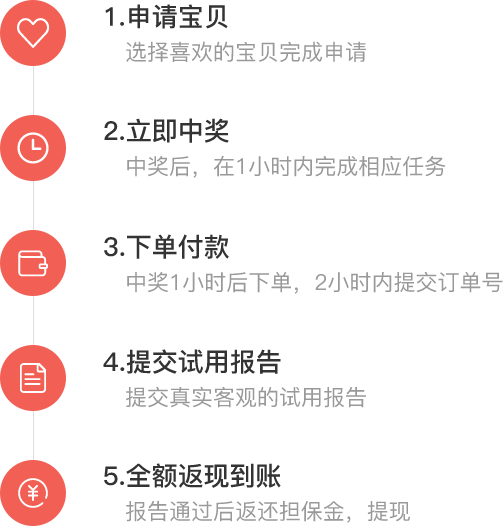 1.申请宝贝
选择喜欢的宝贝完成申请
2.立即中奖
中奖后，在1小时内完成相应任务
3.下单付款
中奖1小时后下单，2小时内提交订单号
4.提交试用报告
提交真实客观的试用报告
5.全额返现到账
报告通过后返还担保金，提现